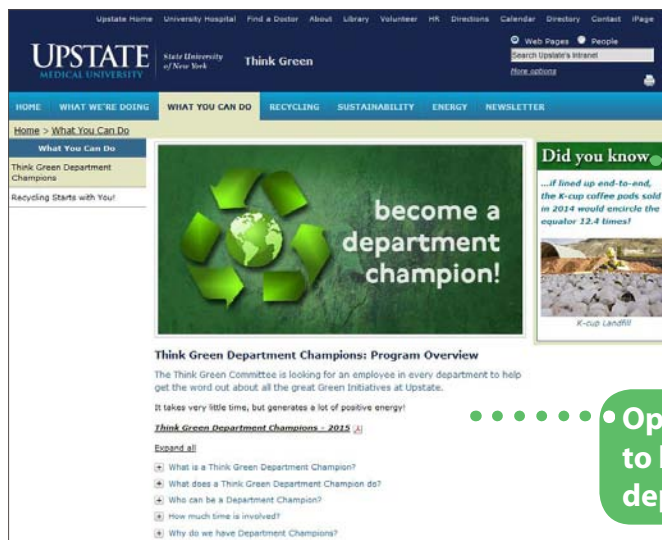 Upstate Home University Hospital Find a Doctor About Library Volunteer HR Directions Calendar Directory Contact iPage
UPSTATE
MEDICAL UNIVERSITY
State University
of New York
Think Green
Web Pages People
Search Upstate's Intranet
More options
HOME WHAT WE'RE DOING WHAT YOU CAN DO RECYCLING SUSTAINABILITY ENERGY NEWSLETTER
Home > What You Can Do
What You Can Do
Think Green Department
Champions
Recycling Starts with You!
become a
department
champion!
Did you know
...if lined up end-to-end,
the K-cup coffee pods sold
in 2014 would encircle the
equator 12.4 times!
K-cup Landfill
Think Green Department Champions: Program Overview
The Think Green Committee is looking for an employee in every department to help
get the word out about all the great Green Initiatives at Upstate.
It takes very little time, but generates a lot of positive energy!
Think Green Department Champions - 2015
Expand all
What is a Think Green Department Champion?
What does a Think Green Department Champion do?
Who can be a Department Champion?
How much time is involved?
Why do we have Department Champions?
Op
to
dep